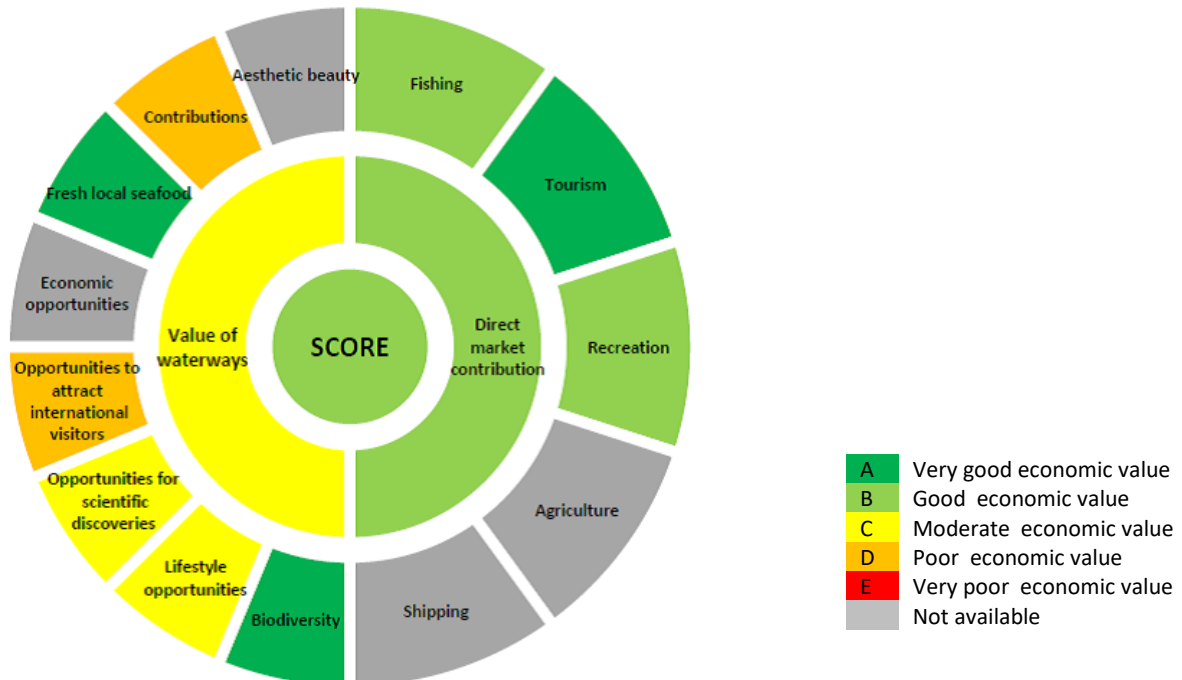 Aesthetic beauty
Fishing
Contributions
Tourism
Fresh local seafood
Economic
opportunities
Value of
waterways
SCORE
Direct
market
contribution
Recreation
Opportunities to
attract
international
visitors
Opportunities for
scientific
discoveries
Agriculture
Lifestyle
opportunities
Biodiversity
Shipping
A Very good economic value
B Good economic value
C Moderate economic value
D Poor economic value
E Very poor economic value
Not available